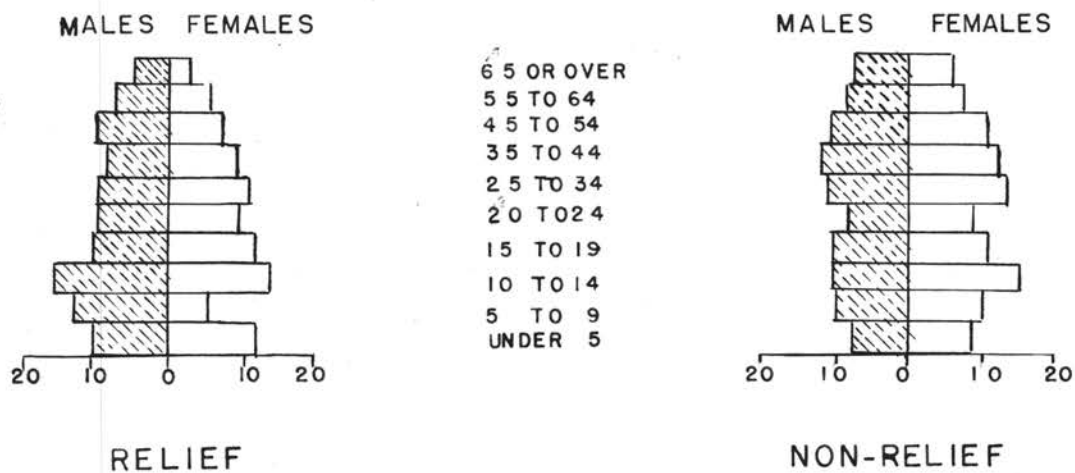 MALES FEMALES
MALES FEMALES
65 OR OVER
55 TO 64
45 TO 54
35 TO 44
25 TO 34
20 TO 24
15 TO 19
10 TO 14
5 TO 9
UNDER 5
20 10 0 10 20
20 10 0 10 20
RELIEF
NON-RELIEF